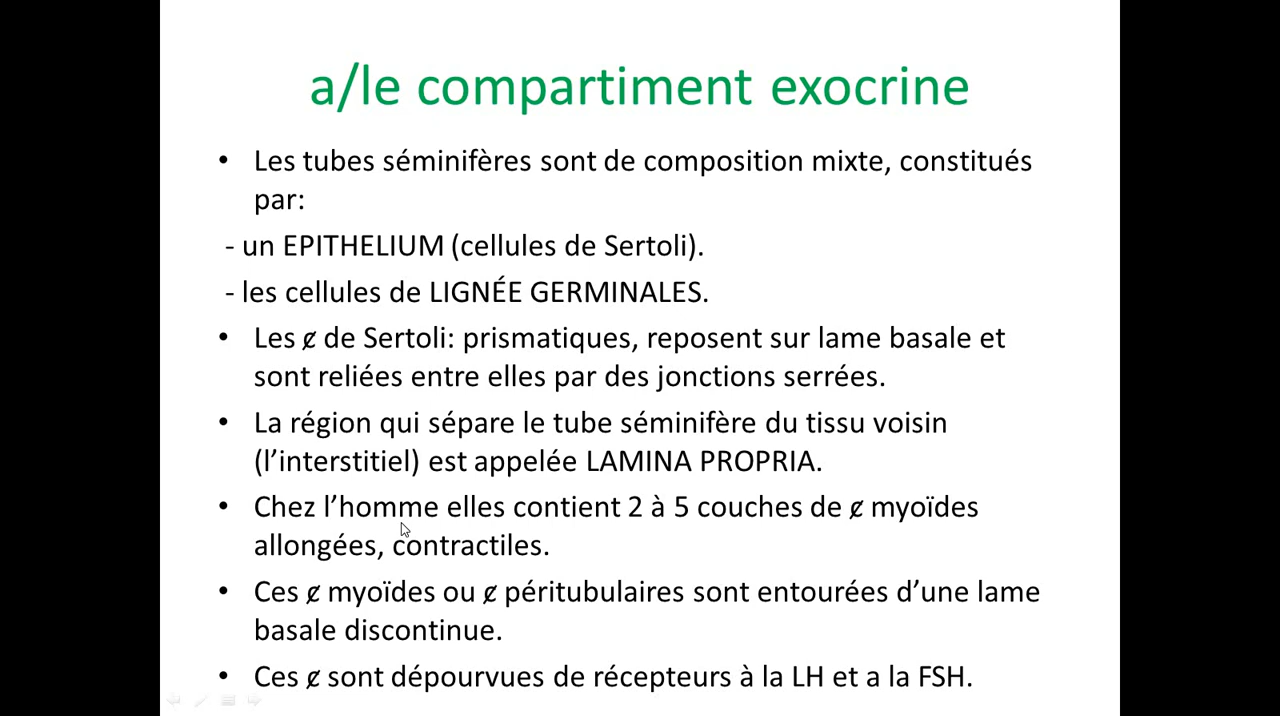 a/le compartiment exocrine
• Les tubes séminifères sont de composition mixte, constitués
par:
- un EPITHELIUM (cellules de Sertoli).
- les cellules de LIGNÉE GERMINALES.
• Les ȼ de Sertoli: prismatiques, reposent sur lame basale et
sont reliées entre elles par des jonctions serrées.
• La région qui sépare le tube séminifère du tissu voisin
(l’interstitiel) est appelée LAMINA PROPRIA.
• Chez l’homme elles contient 2 à 5 couches de ȼ myoïdes
allongées, contractiles.
• Ces ȼ myoïdes ou ȼ péritubulaires sont entourées d’une lame
basale discontinue.
• Ces ȼ sont dépourvues de récepteurs à la LH et a la FSH.